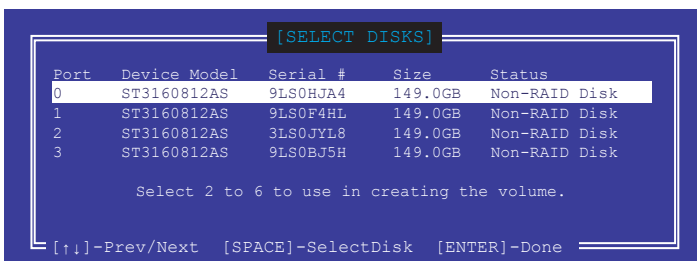 [SELECT DISKS]
Port Device Model Serial # Size Status
0 ST3160812AS 9LS0HJA4 149.0GB Non-RAID Disk
1 ST3160812AS 9LS0F4HL 149.0GB Non-RAID Disk
2 ST3160812AS 3LS0JYL8 149.0GB Non-RAID Disk
3 ST3160812AS 9LS0BJ5H 149.0GB Non-RAID Disk
Select 2 to 6 to use in creating the volume.
[↑↓]-Prev/Next [SPACE]-SelectDisk [ENTER]-Done